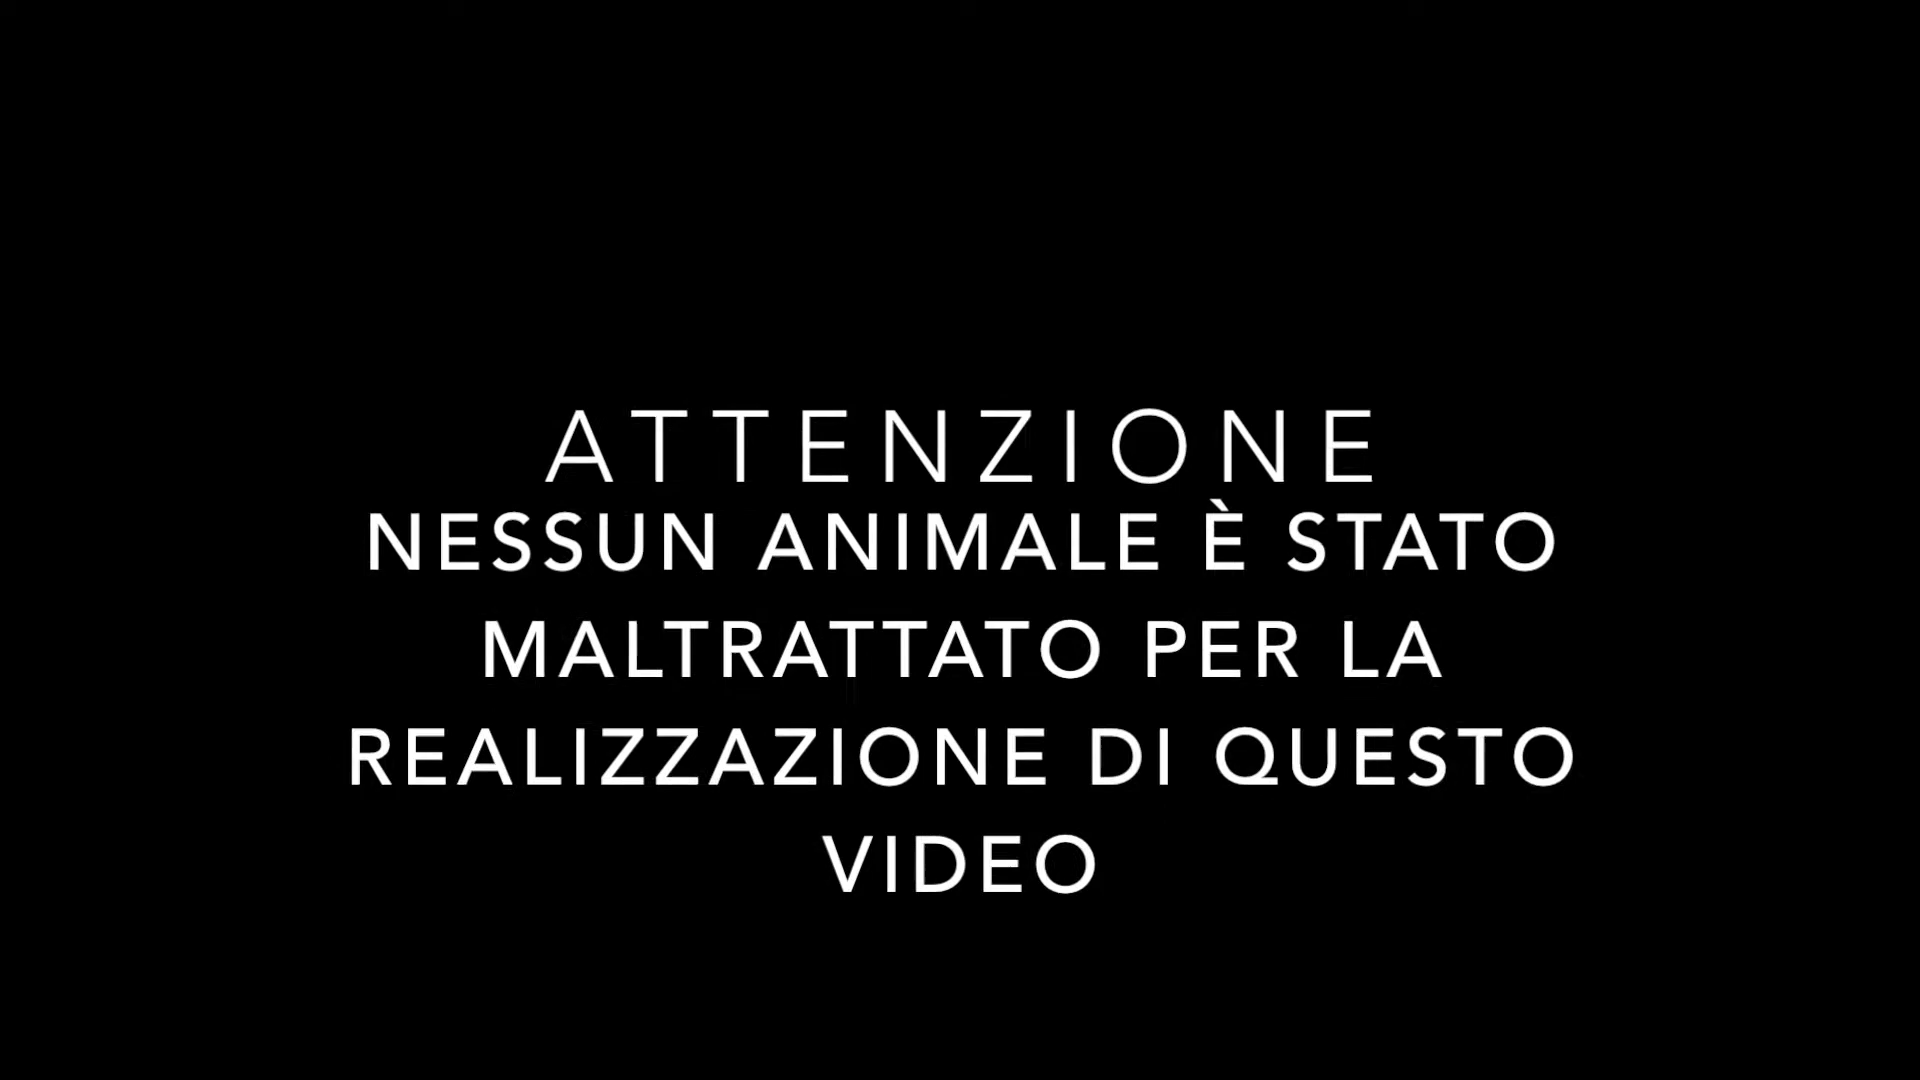 ATTENZIONE
NESSUN ANIMALE È STATO
MALTRATTATO PER LA
REALIZZAZIONE DI QUESTO
VIDEO